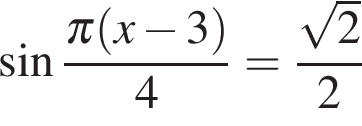 sin π(x − 3)/4 = √2/2